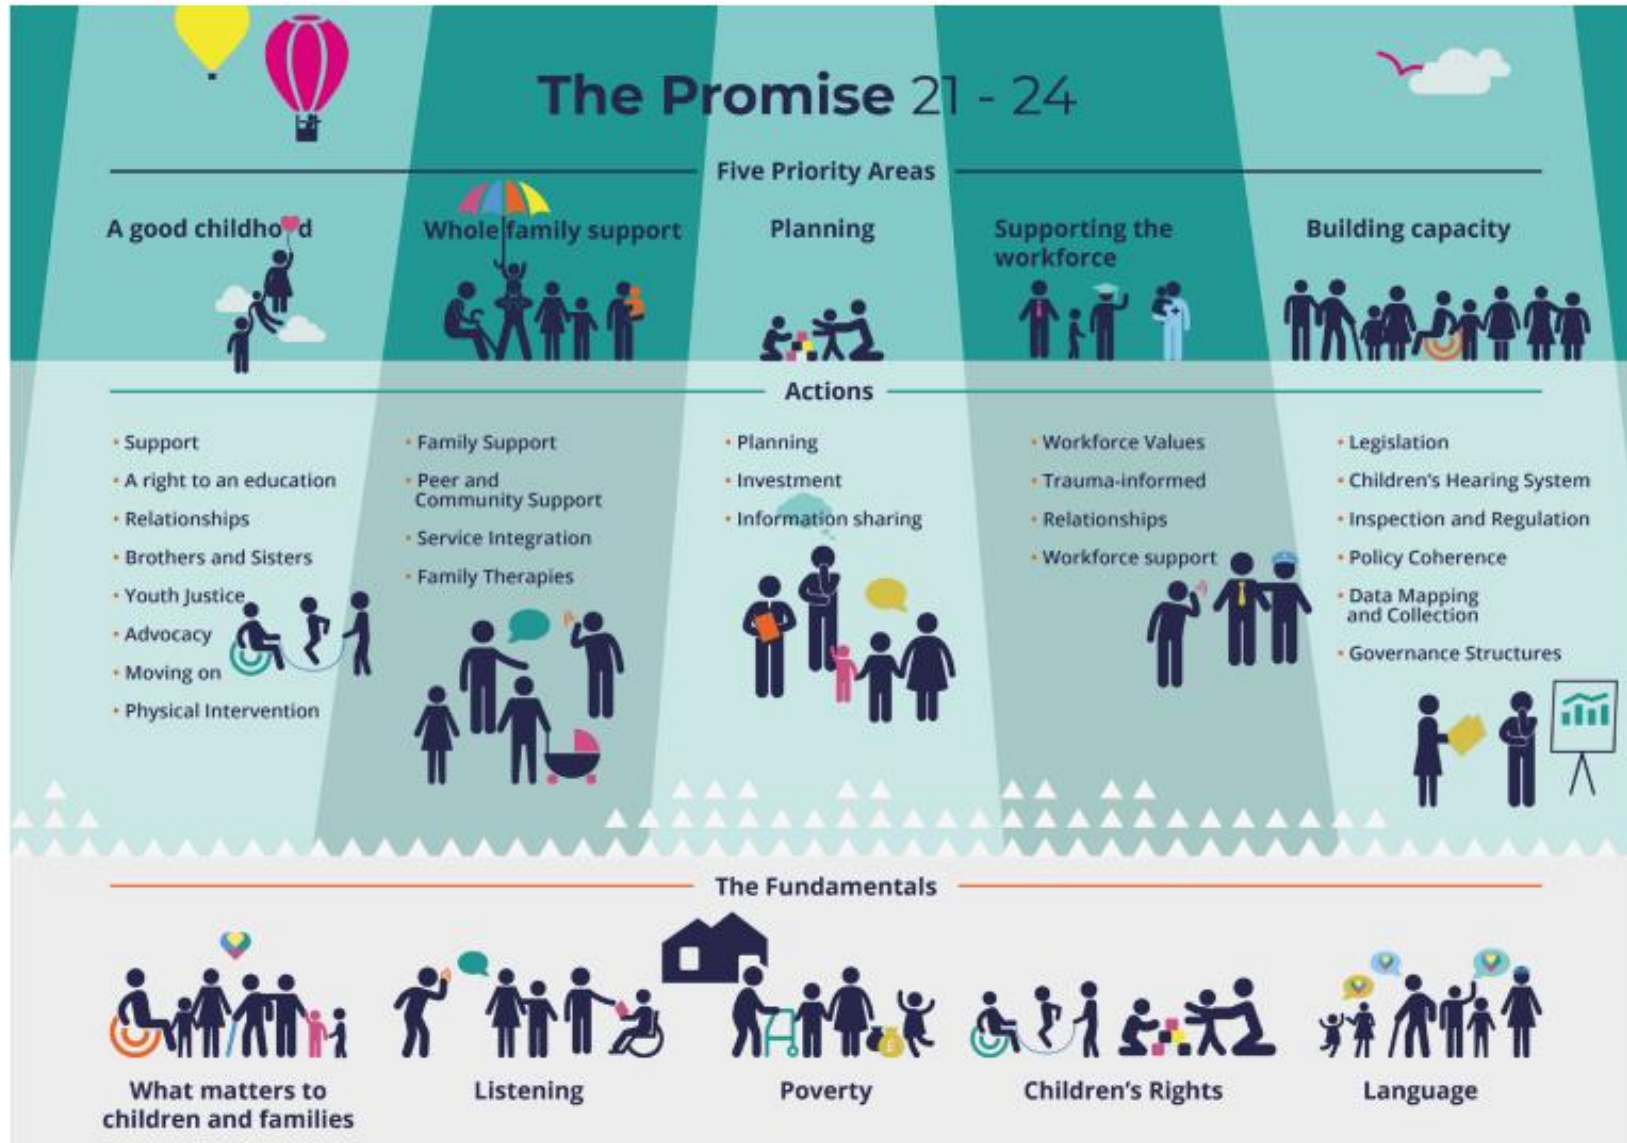 The Promise 21 - 24
Five Priority Areas
A good childhood
Whole family support
Planning
Supporting the
workforce
Building capacity
Actions
• Support
• A right to an education
• Relationships
• Brothers and Sisters
• Youth Justice
• Advocacy
• Moving on
• Physical Intervention
• Family Support
• Peer and
Community Support
• Service Integration
• Family Therapies
• Planning
• Investment
• Information sharing
• Workforce Values
• Trauma-informed
• Relationships
• Workforce support
• Legislation
• Children's Hearing System
• Inspection and Regulation
• Policy Coherence
• Data Mapping
and Collection
• Governance Structures
The Fundamentals
£
What matters to
children and families
Listening
Poverty
Children's Rights
Language